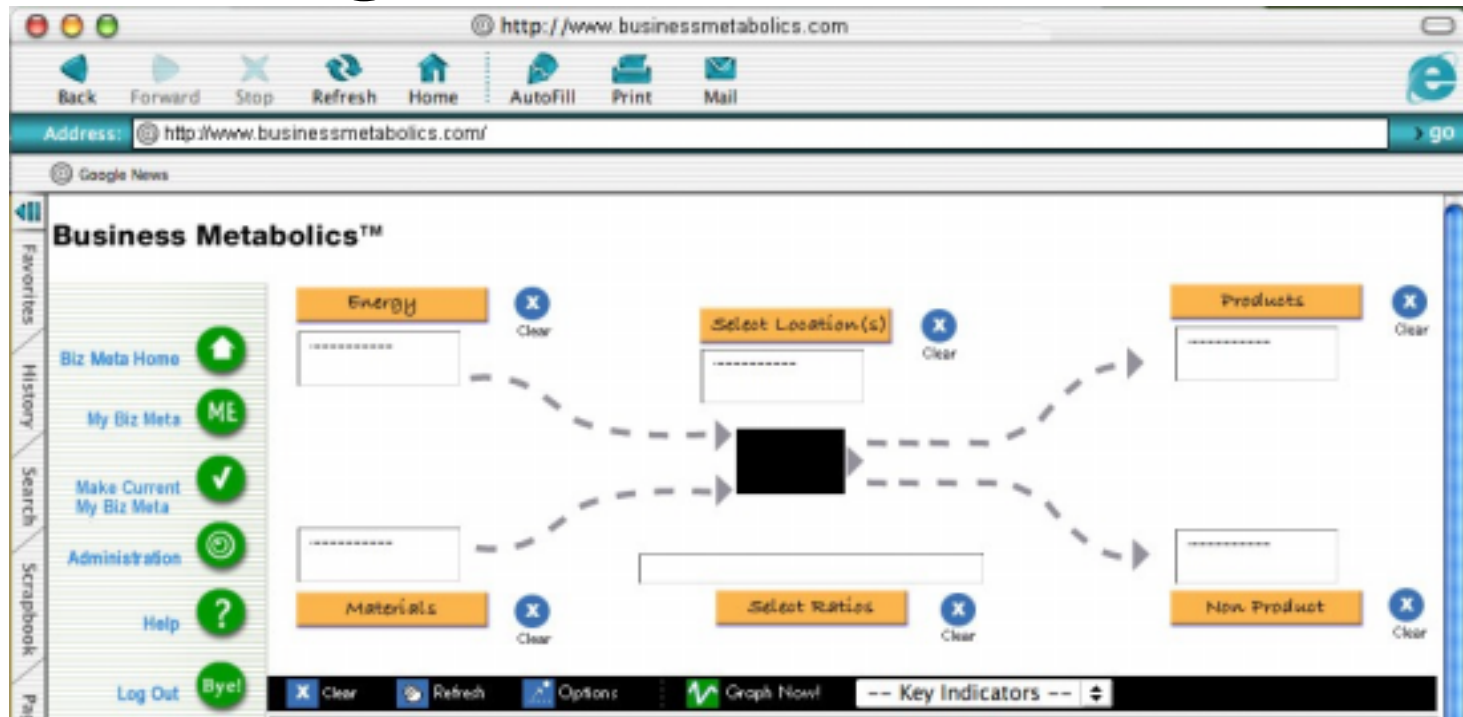 http://www.businessmetabolics.com
Back Forward Stop Refresh Home AutoFill Print Mail
Address: http://www.businessmetabolics.com/ go
Google News
Favorites
History
Search
Scrapbook
Business Metabolics™
Biz Meta Home
My Biz Meta ME
Make Current
My Biz Meta
Administration
Help ?
Log Out Bye!
Energy X
Clear
----------
Select Location(s) X
Clear
----------
Products X
Clear
----------
----------
Materials X
Clear
Select Ratios X
Clear
----------
Non Product X
Clear
X Clear Refresh Options Graph Now! -- Key Indicators --